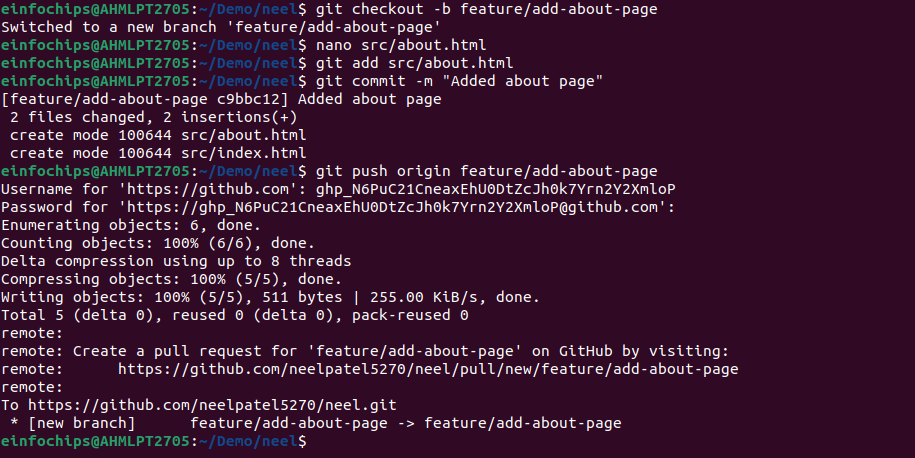 einfochips@AHMLPT2705:~/Demo/neel$ git checkout -b feature/add-about-page
Switched to a new branch 'feature/add-about-page'
einfochips@AHMLPT2705:~/Demo/neel$ nano src/about.html
einfochips@AHMLPT2705:~/Demo/neel$ git add src/about.html
einfochips@AHMLPT2705:~/Demo/neel$ git commit -m "Added about page"
[feature/add-about-page c9bbc12] Added about page
 2 files changed, 2 insertions(+)
 create mode 100644 src/about.html
 create mode 100644 src/index.html
einfochips@AHMLPT2705:~/Demo/neel$ git push origin feature/add-about-page
Username for 'https://github.com': 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
Password for 'https://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@github.com':
Enumerating objects: 6, done.
Counting objects: 100% (6/6), done.
Delta compression using up to 8 threads
Compressing objects: 100% (5/5), done.
Writing objects: 100% (5/5), 511 bytes | 255.00 KiB/s, done.
Total 5 (delta 0), reused 0 (delta 0), pack-reused 0
remote:
remote: Create a pull request for 'feature/add-about-page' on GitHub by visiting:
remote:      https://github.com/neelpatel5270/neel/pull/new/feature/add-about-page
remote:
To https://github.com/neelpatel5270/neel.git
 * [new branch]      feature/add-about-page -> feature/add-about-page
einfochips@AHMLPT2705:~/Demo/neel$